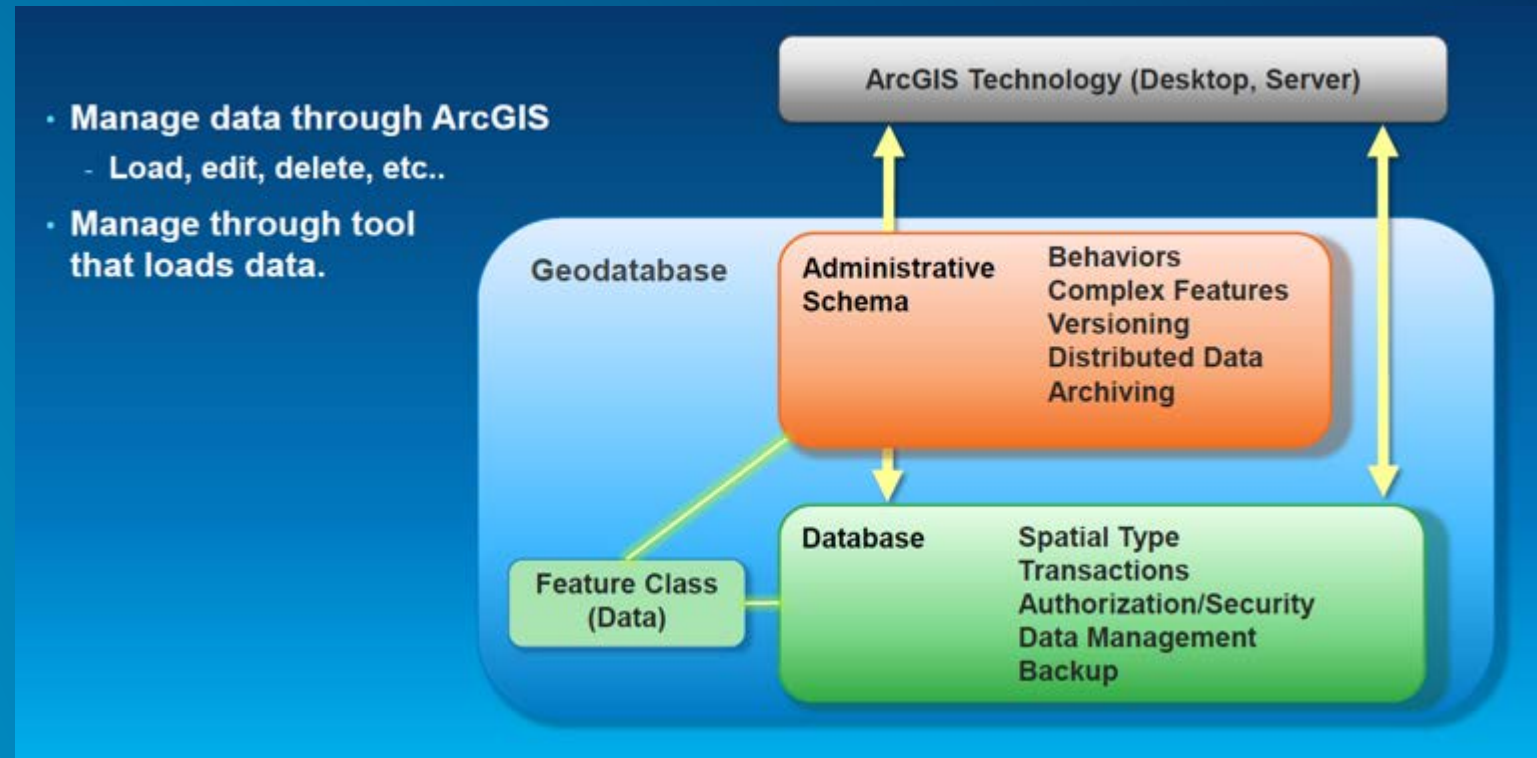 • Manage data through ArcGIS
- Load, edit, delete, etc..
• Manage through tool
that loads data.
ArcGIS Technology (Desktop, Server)
Geodatabase
Administrative
Schema
Behaviors
Complex Features
Versioning
Distributed Data
Archiving
Feature Class
(Data)
Database
Spatial Type
Transactions
Authorization/Security
Data Management
Backup